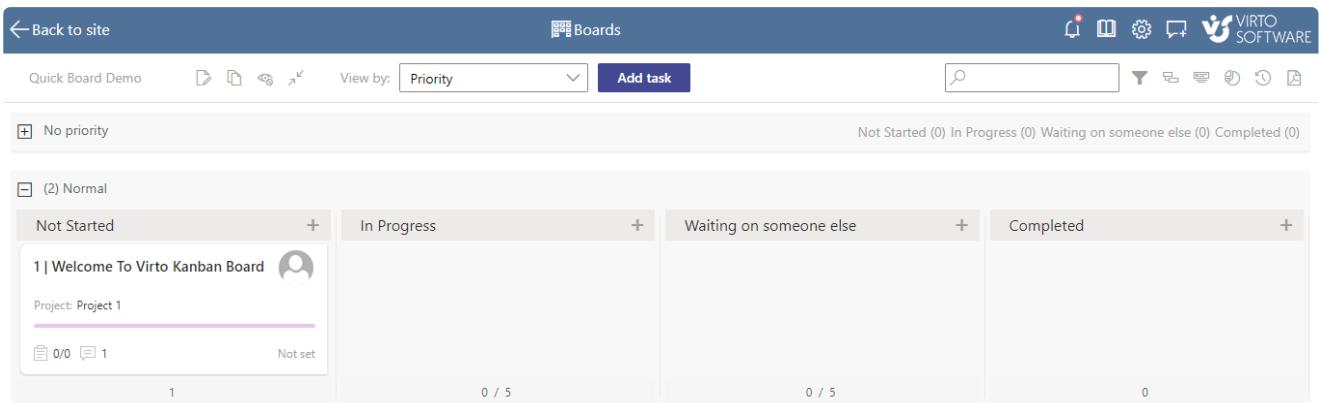 Back to site
Boards
VIRTO
SOFTWARE
Quick Board Demo
View by:
Priority
Add task
No priority
Not Started (0) In Progress (0) Waiting on someone else (0) Completed (0)
(2) Normal
Not Started + In Progress + Waiting on someone else + Completed +
1 | Welcome To Virto Kanban Board
Project: Project 1
0/0 1 Not set
1 0 / 5 0 / 5 0